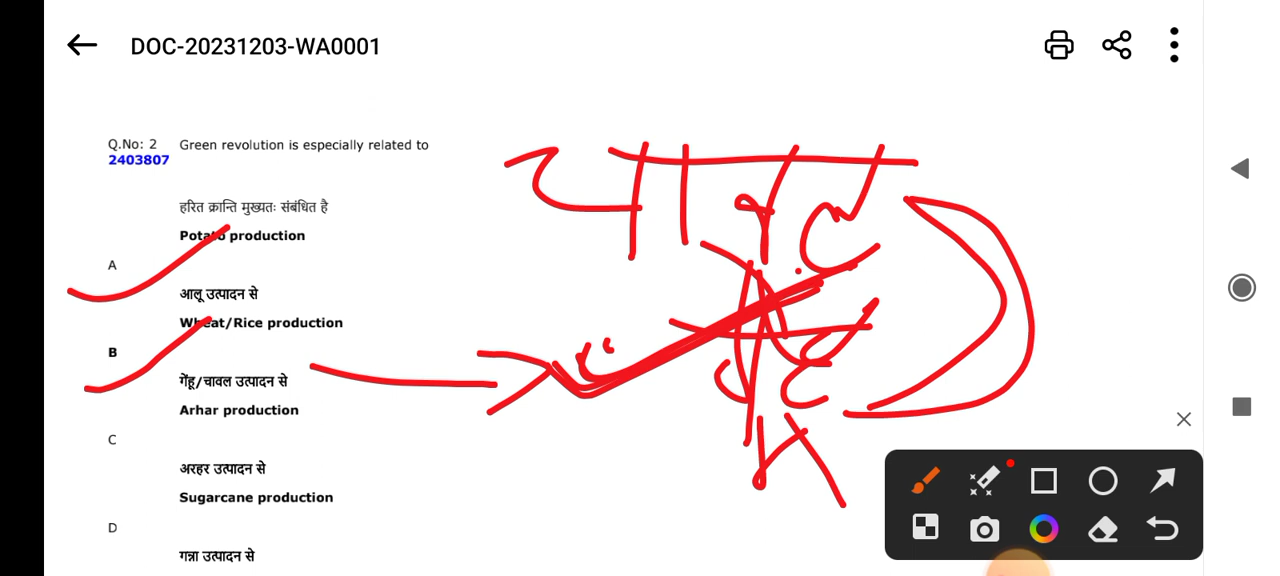 DOC-20231203-WA0001
Q.No: 2 Green revolution is especially related to
2403807
हरित क्रान्ति मुख्यतः संबंधित है
Potato production
A
आलू उत्पादन से
Wheat/Rice production
B
गेंहू/चावल उत्पादन से
Arhar production
C
अरहर उत्पादन से
Sugarcane production
D
गन्ना उत्पादन से